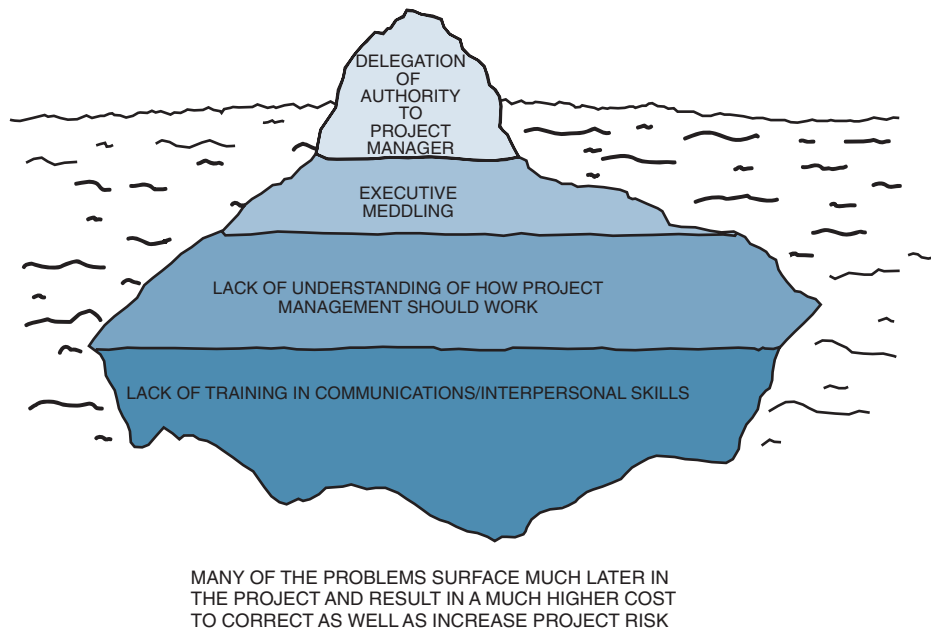 DELEGATION
OF
AUTHORITY
TO
PROJECT
MANAGER
EXECUTIVE
MEDDLING
LACK OF UNDERSTANDING OF HOW PROJECT
MANAGEMENT SHOULD WORK
LACK OF TRAINING IN COMMUNICATIONS/INTERPERSONAL SKILLS
MANY OF THE PROBLEMS SURFACE MUCH LATER IN
THE PROJECT AND RESULT IN A MUCH HIGHER COST
TO CORRECT AS WELL AS INCREASE PROJECT RISK